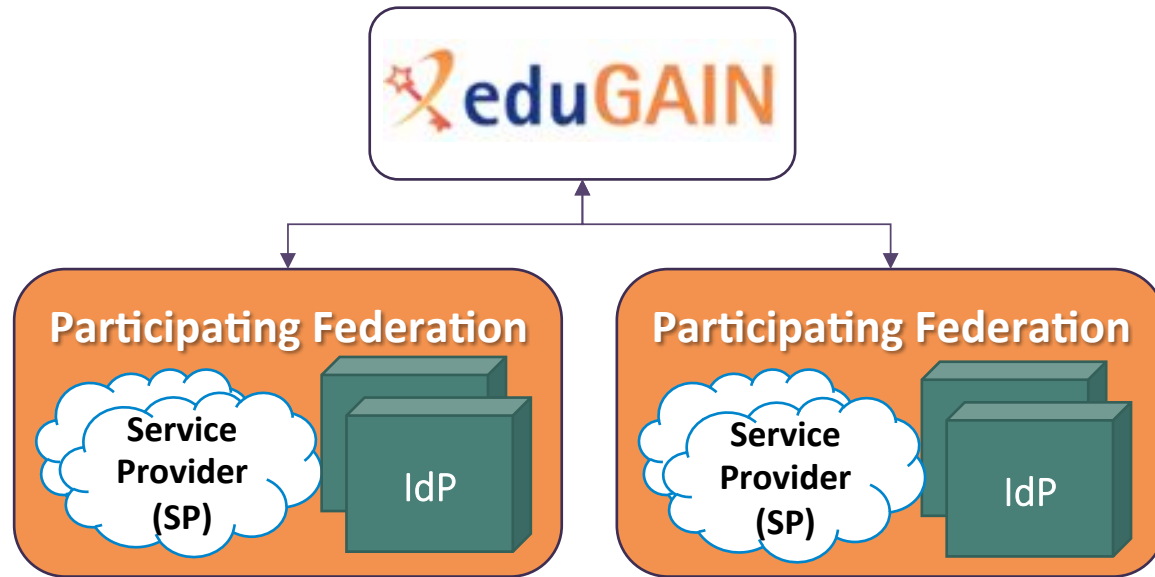 eduGAIN
Participating Federation
Service
Provider
(SP)
IdP
Participating Federation
Service
Provider
(SP)
IdP